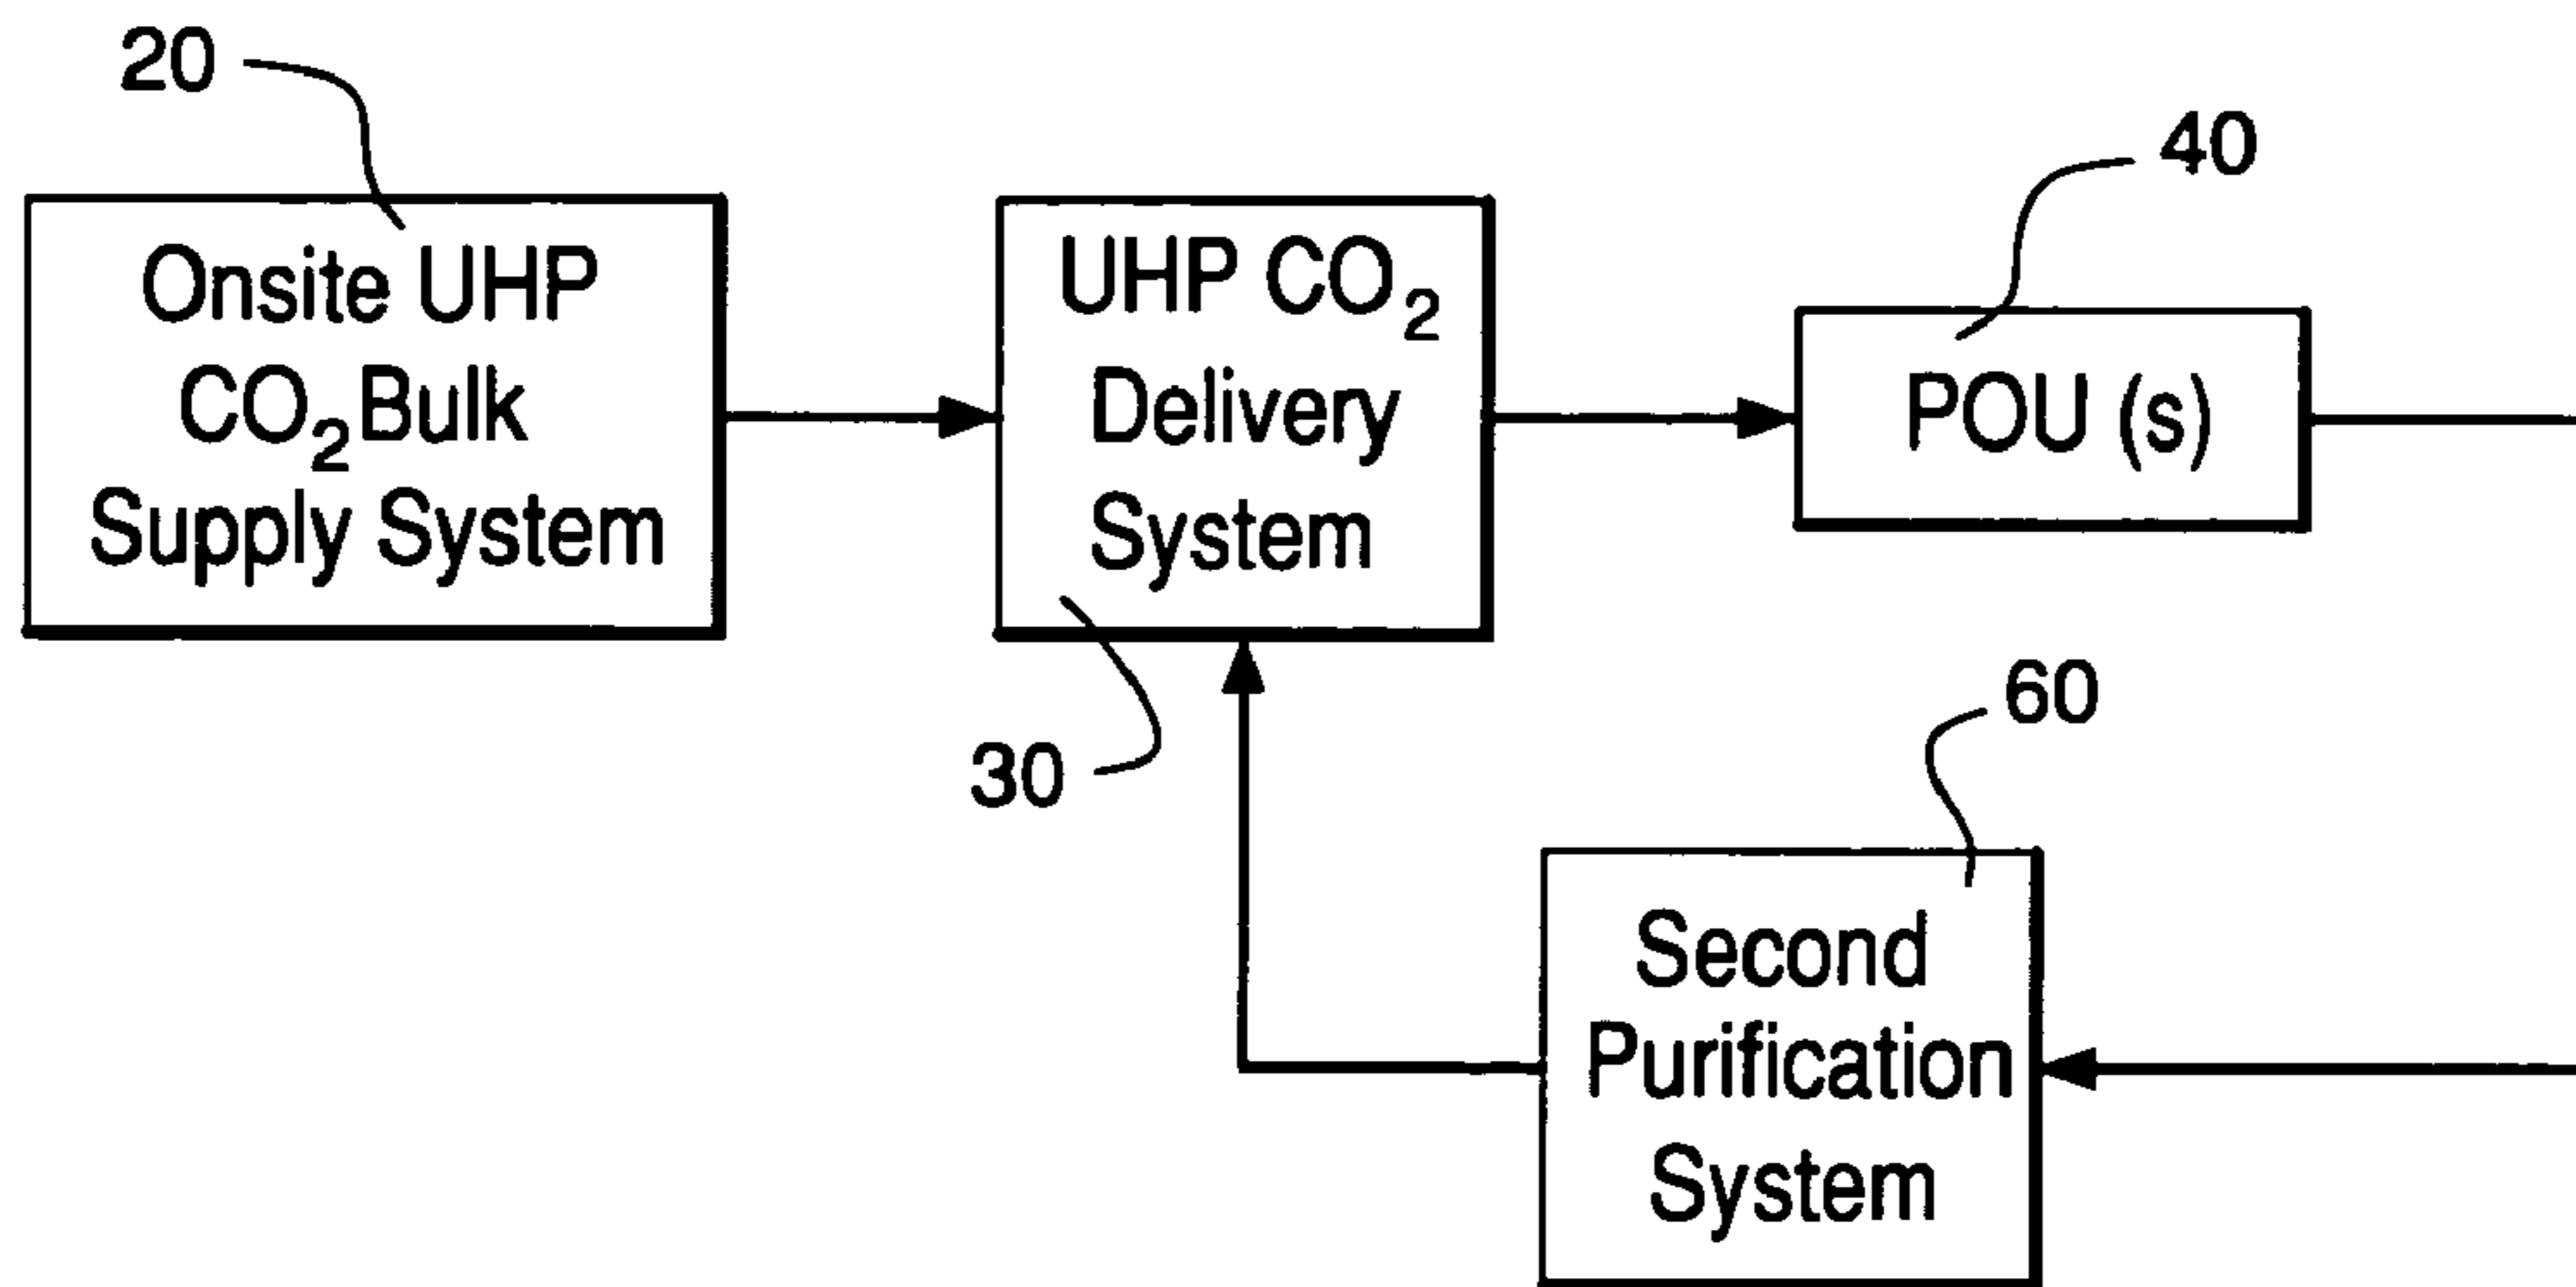 20
Onsite UHP
CO₂ Bulk
Supply System
UHP CO₂
Delivery
System
30
40
POU (s)
60
Second
Purification
System